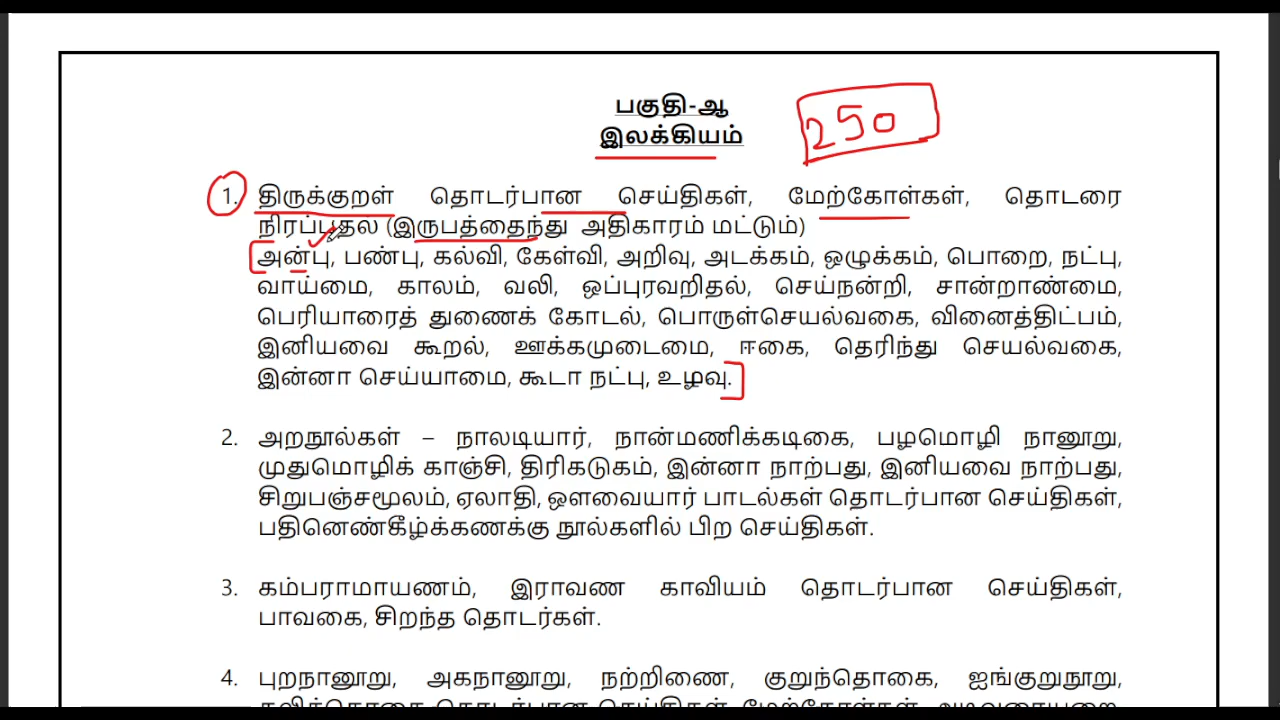 பகுதி-ஆ
இலக்கியம்
250
1. திருக்குறள் தொடர்பான செய்திகள், மேற்கோள்கள், தொடரை
நிரப்புதல் (இருபத்தைந்து அதிகாரம் மட்டும்)
அன்பு, பண்பு, கல்வி, கேள்வி, அறிவு, அடக்கம், ஒழுக்கம், பொறை, நட்பு,
வாய்மை, காலம், வலி, ஒப்புரவறிதல், செய்நன்றி, சான்றாண்மை,
பெரியாரைத் துணைக் கோடல், பொருள்செயல்வகை, வினைத்திட்பம்,
இனியவை கூறல், ஊக்கமுடைமை, ஈகை, தெரிந்து செயல்வகை,
இன்னா செய்யாமை, கூடா நட்பு, உழவு.
2. அறநூல்கள் – நாலடியார், நான்மணிக்கடிகை, பழமொழி நானூறு,
முதுமொழிக் காஞ்சி, திரிகடுகம், இன்னா நாற்பது, இனியவை நாற்பது,
சிறுபஞ்சமூலம், ஏலாதி, ஔவையார் பாடல்கள் தொடர்பான செய்திகள்,
பதினெண்கீழ்க்கணக்கு நூல்களில் பிற செய்திகள்.
3. கம்பராமாயணம், இராவண காவியம் தொடர்பான செய்திகள்,
பாவகை, சிறந்த தொடர்கள்.
4. புறநானூறு, அகநானூறு, நற்றிணை, குறுந்தொகை, ஐங்குறுநூறு,